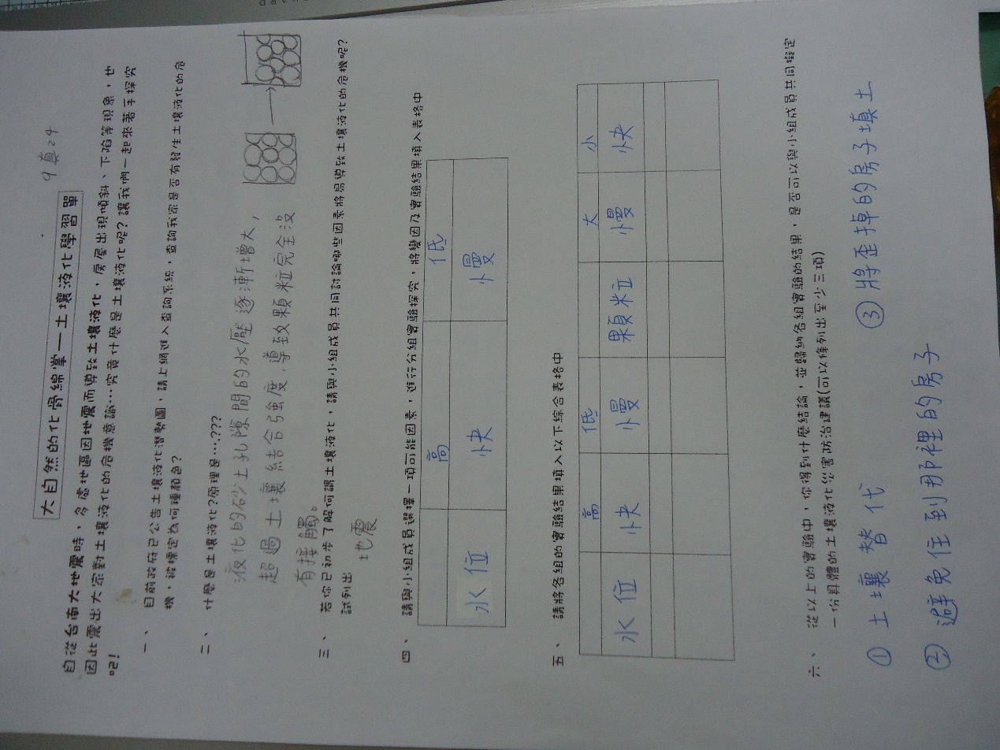 9真24
大自然的化骨綿掌—土壤液化學習單
自從台南大地震時，多處地區因地震而導致土壤液化，房屋出現傾斜、下陷等現象，也
因此震出大家對土壤液化的危機意識…究竟什麼是土壤液化呢？讓我們一起來著手探究
吧！
一、 目前政府已公告土壤液化潛勢圖，請上網進入查詢系統，查詢我家是否有發生土壤液化的危
機，被標定為何種顏色？
二、 什麼是土壤液化？原理是….???
液化的砂土孔隙間的水壓逐漸增大，
超過土壤結合強度，導致顆粒完全沒
有接觸。
三、 若你已初步了解何謂土壤液化，請與小組成員共同討論哪些因素將易導致土壤液化的危機呢？
試列出
地震
四、 請與小組成員選擇一項可能因素，進行分組實驗探究，將變因及實驗結果填入表格中
高 低
水位 快 慢
五、 請將各組的實驗結果填入以下綜合表格中
高 低 大 小
水位 快 慢 顆粒 慢 快
六、 從以上的實驗中，你得到什麼結論，並歸納各組實驗的結果，是否可以與小組成員共同擬定
一份具體的土壤液化災害防治建議(可以條列出至少三項)
① 土壤替代 ③ 將歪掉的房子填土
② 避免住到那裡的房子